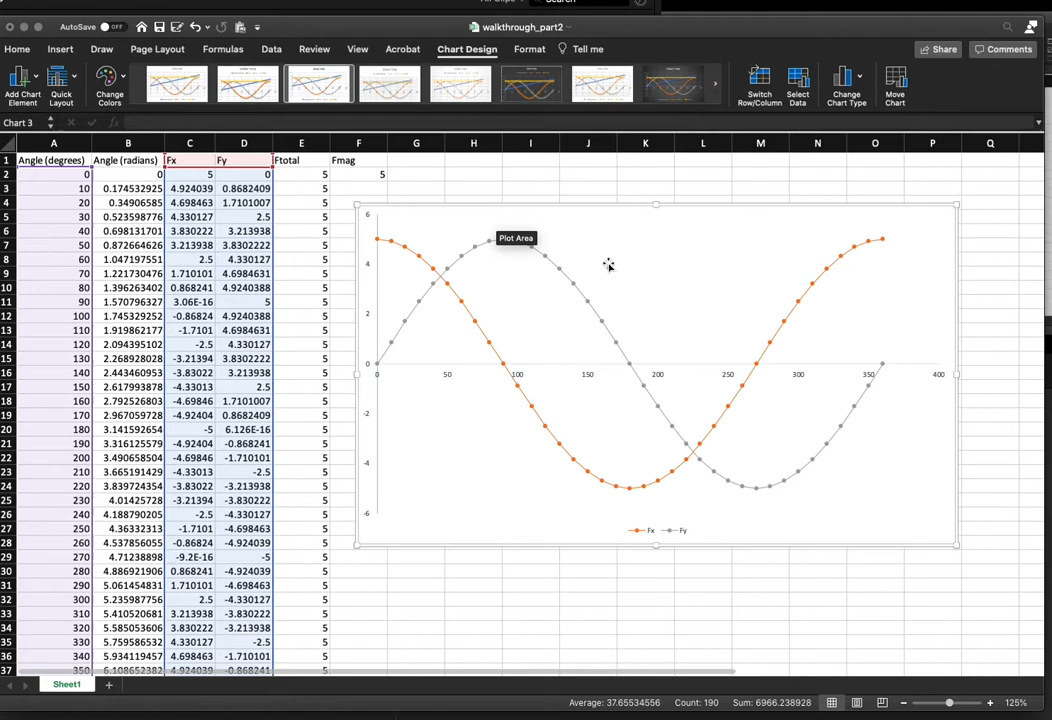 AutoSave OFF walkthrough_part2
Home Insert Draw Page Layout Formulas Data Review View Acrobat Chart Design Format Tell me Share Comments
Add Chart Element Quick Layout Change Colors Switch Row/Column Select Data Change Chart Type Move Chart
Chart 3 fx
A B C D E F G H I J K L M N O P Q
1 Angle (degrees) Angle (radians) Fx Fy Ftotal Fmag
2 0 0 5 0 5 5
3 10 0.174532925 4.924039 0.8682409 5
4 20 0.34906585 4.698463 1.7101007 5
5 30 0.523598776 4.330127 2.5 5
6 40 0.698131701 3.830222 3.213938 5
7 50 0.872664626 3.213938 3.8302222 5
8 60 1.047197551 2.5 4.330127 5
9 70 1.221730476 1.710101 4.6984631 5
10 80 1.396263402 0.868241 4.9240388 5
11 90 1.570796327 3.06E-16 5 5
12 100 1.745329252 -0.86824 4.9240388 5
13 110 1.919862177 -1.7101 4.6984631 5
14 120 2.094395102 -2.5 4.330127 5
15 130 2.268928028 -3.21394 3.8302222 5
16 140 2.443460953 -3.83022 3.213938 5
17 150 2.617993878 -4.33013 2.5 5
18 160 2.792526803 -4.69846 1.7101007 5
19 170 2.967059728 -4.92404 0.8682409 5
20 180 3.141592654 -5 6.126E-16 5
21 190 3.316125579 -4.92404 -0.868241 5
22 200 3.490658504 -4.69846 -1.710101 5
23 210 3.665191429 -4.33013 -2.5 5
24 220 3.839724354 -3.83022 -3.213938 5
25 230 4.01425728 -3.21394 -3.830222 5
26 240 4.188790205 -2.5 -4.330127 5
27 250 4.36332313 -1.7101 -4.698463 5
28 260 4.537856055 -0.86824 -4.924039 5
29 270 4.71238898 -9.2E-16 -5 5
30 280 4.886921906 0.868241 -4.924039 5
31 290 5.061454831 1.710101 -4.698463 5
32 300 5.235987756 2.5 -4.330127 5
33 310 5.410520681 3.213938 -3.830222 5
34 320 5.585053606 3.830222 -3.213938 5
35 330 5.759586532 4.330127 -2.5 5
36 340 5.934119457 4.698463 -1.710101 5
37 350 6.108652382 4.924039 -0.868241 5
6
Plot Area
4
2
0
0 50 100 150 200 250 300 350 400
-2
-4
-6
Fx Fy
Sheet1
Average: 37.65534556 Count: 190 Sum: 6966.238928 125%